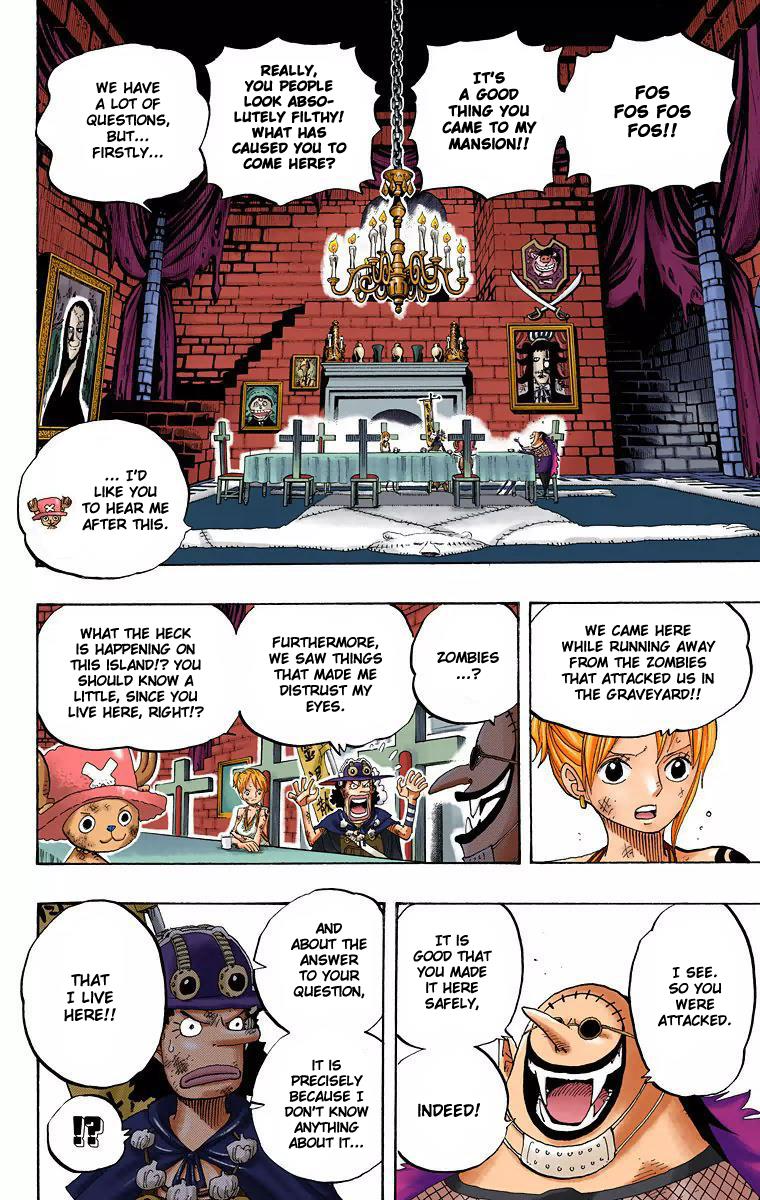 FOS
FOS FOS
FOS!!
IT'S
A GOOD
THING YOU
CAME TO MY
MANSION!!
REALLY,
YOU PEOPLE
LOOK ABSO-
LUTELY FILTHY!
WHAT HAS
CAUSED YOU TO
COME HERE?
WE HAVE
A LOT OF
QUESTIONS,
BUT...
FIRSTLY...
... I'D
LIKE YOU
TO HEAR ME
AFTER THIS.
WE CAME HERE
WHILE RUNNING AWAY
FROM THE ZOMBIES
THAT ATTACKED US IN
THE GRAVEYARD!!
ZOMBIES
...?
FURTHERMORE,
WE SAW THINGS
THAT MADE ME
DISTRUST MY
EYES.
WHAT THE HECK
IS HAPPENING ON
THIS ISLAND!? YOU
SHOULD KNOW A
LITTLE, SINCE YOU
LIVE HERE, RIGHT!?
I SEE.
SO YOU
WERE
ATTACKED.
IT IS
GOOD THAT
YOU MADE
IT HERE
SAFELY,
INDEED!
AND
ABOUT THE
ANSWER
TO YOUR
QUESTION,
IT IS
PRECISELY
BECAUSE I
DON'T KNOW
ANYTHING
ABOUT IT...
THAT
I LIVE
HERE!!
!?